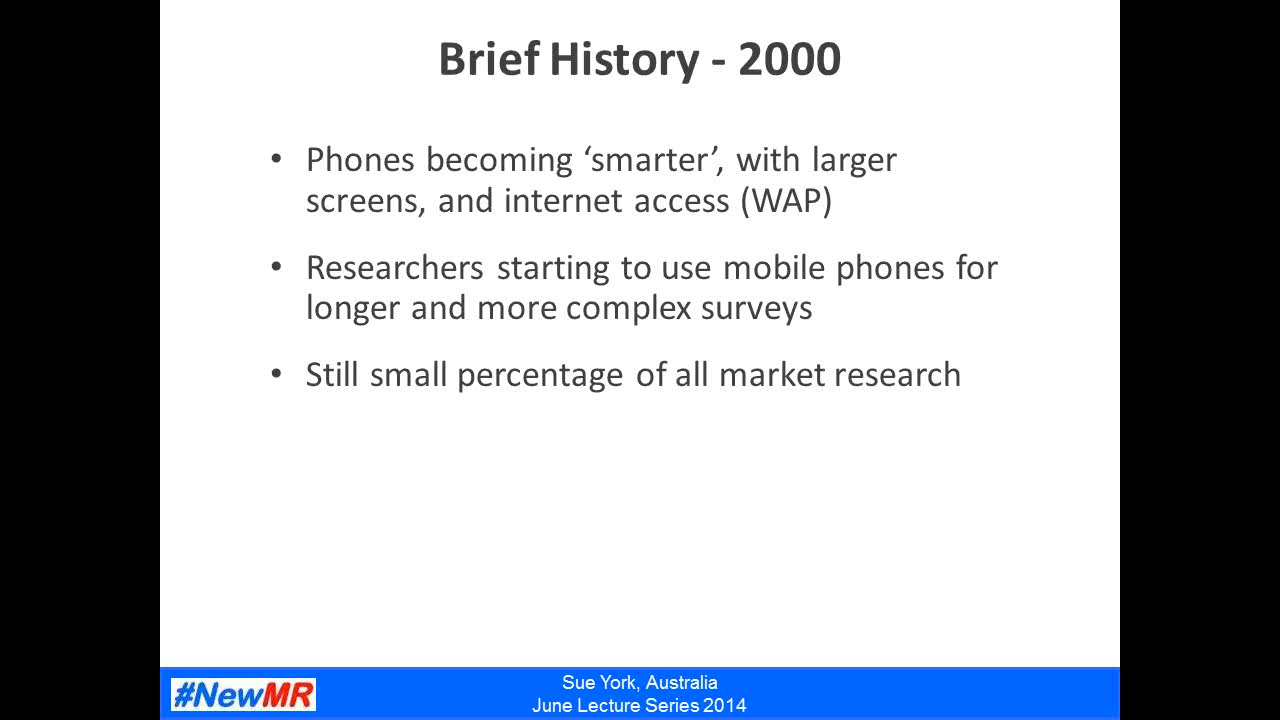 Brief History - 2000
• Phones becoming ‘smarter’, with larger
screens, and internet access (WAP)
• Researchers starting to use mobile phones for
longer and more complex surveys
• Still small percentage of all market research
#NewMR
Sue York, Australia
June Lecture Series 2014